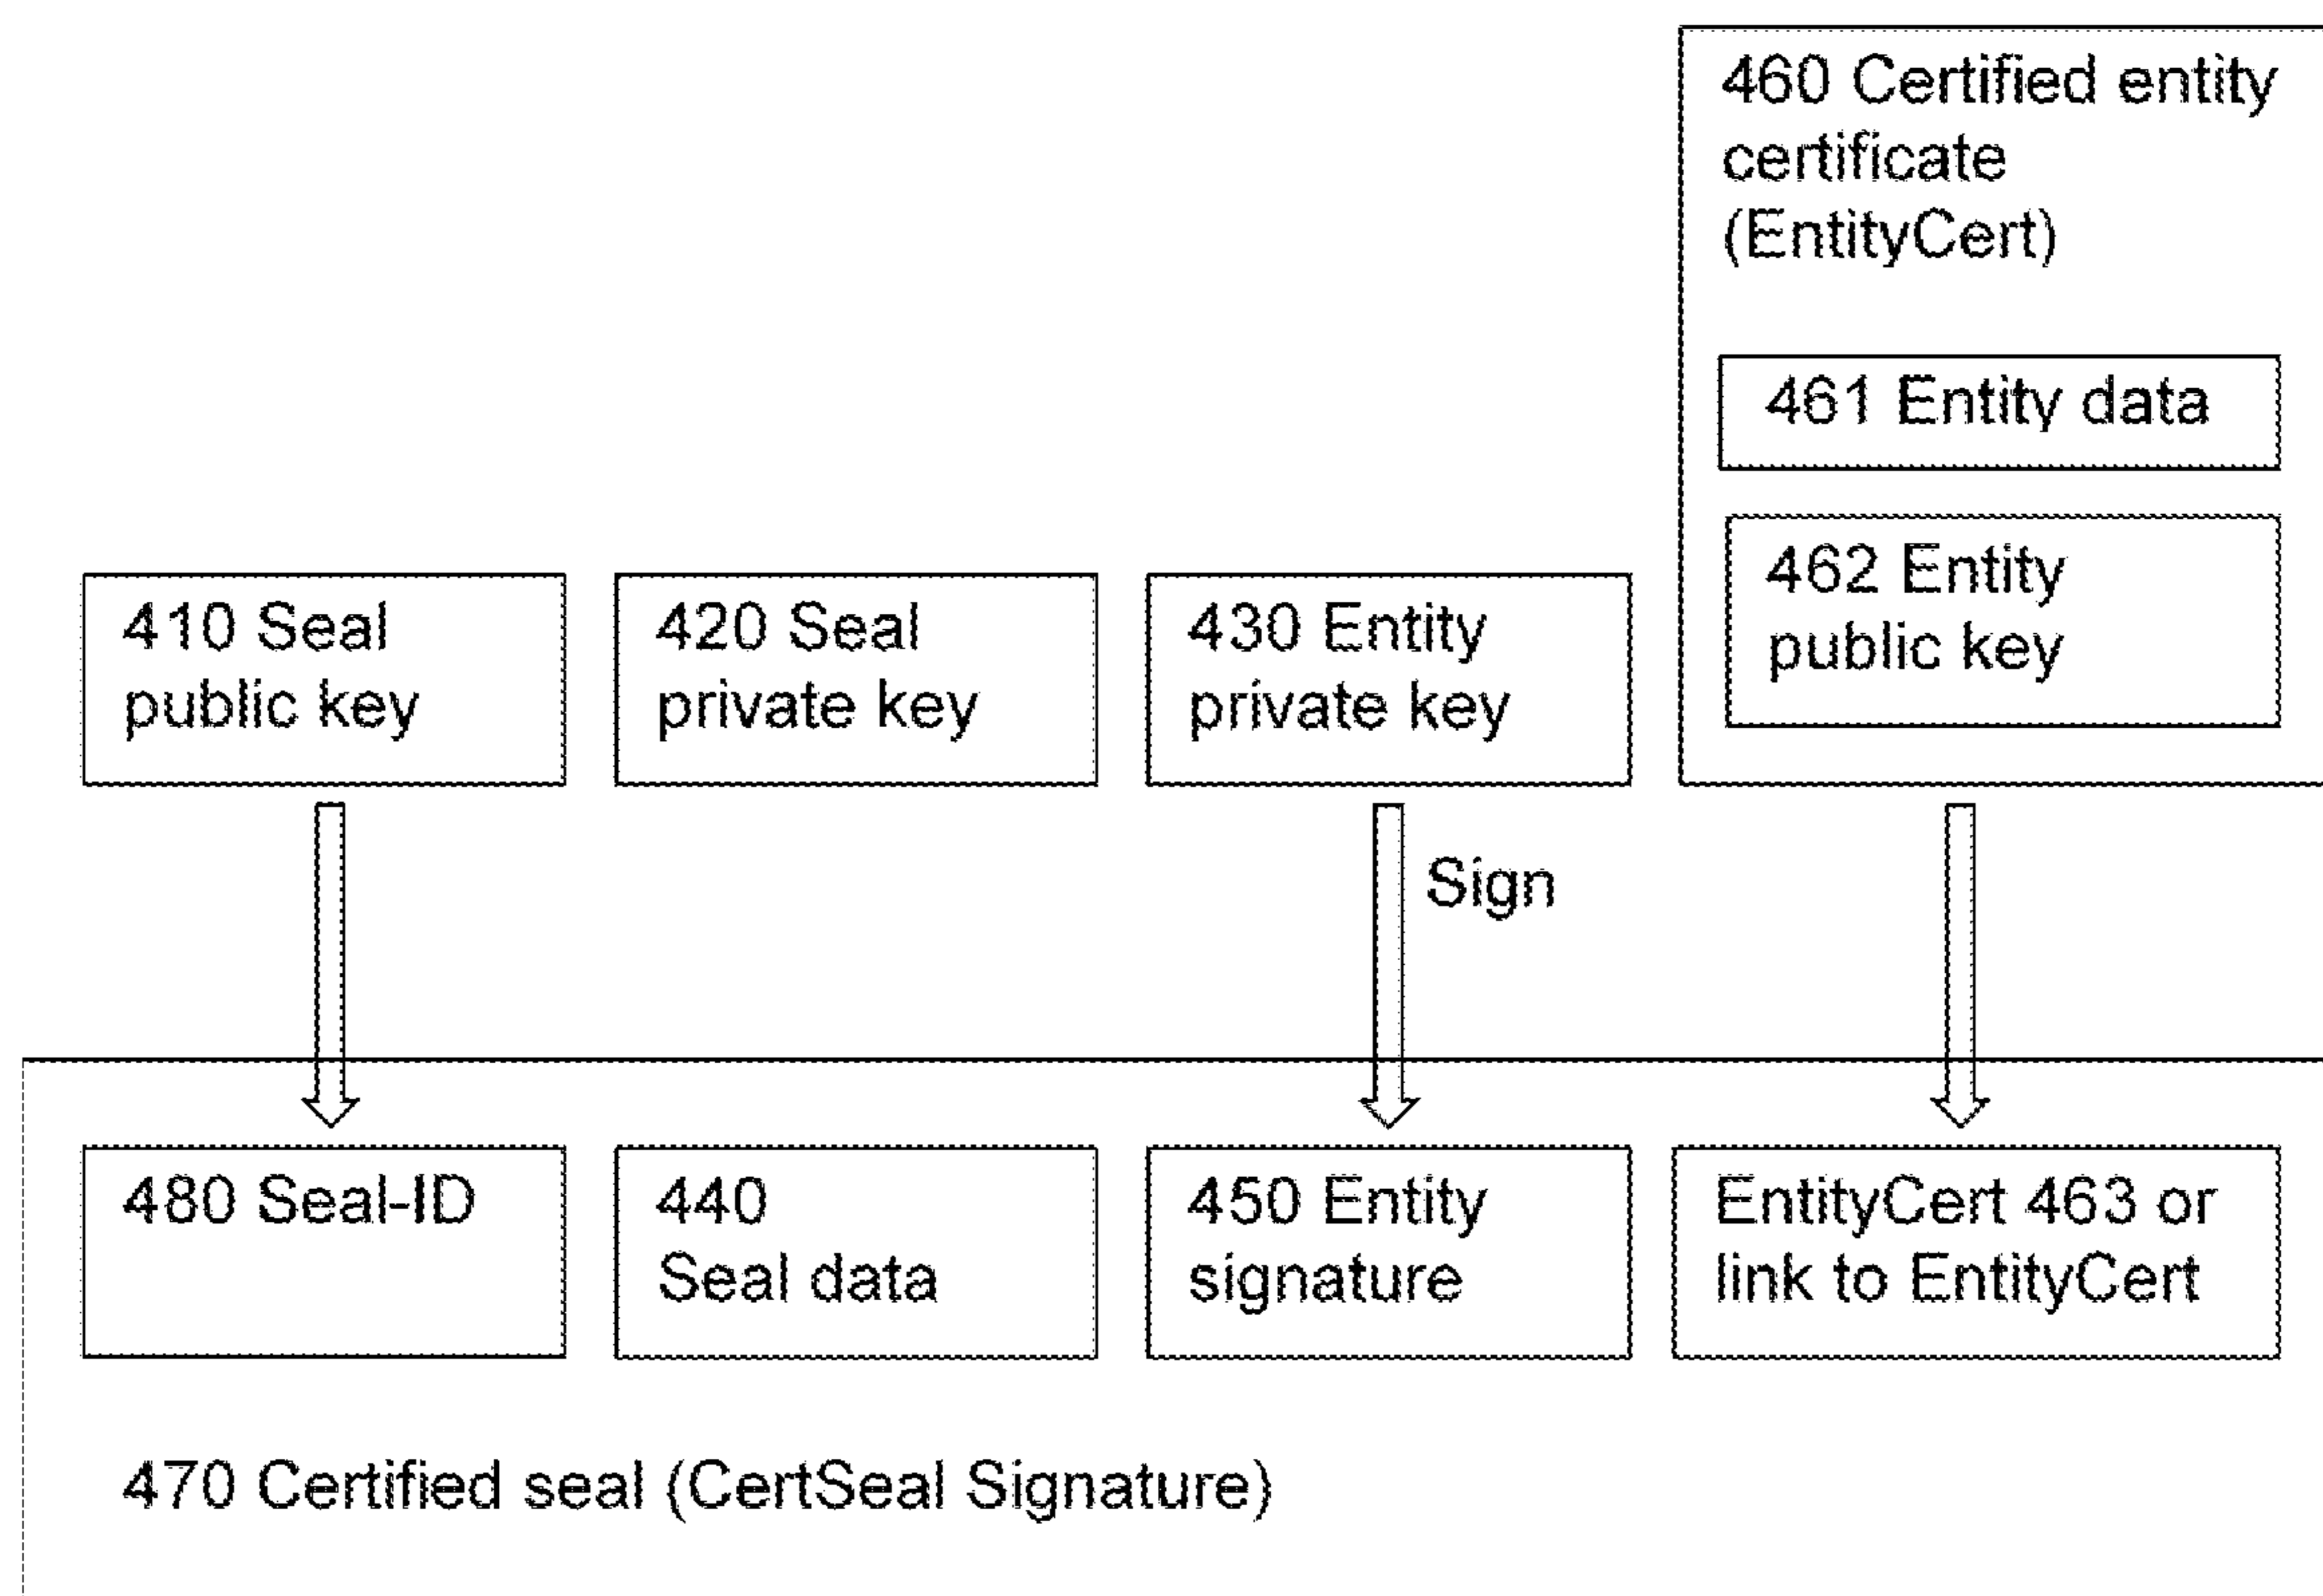 460 Certified entity
certificate
(EntityCert)
461 Entity data
462 Entity
public key
410 Seal
public key
420 Seal
private key
430 Entity
private key
Sign
480 Seal-ID
440
Seal data
450 Entity
signature
EntityCert 463 or
link to EntityCert
470 Certified seal (CertSeal Signature)